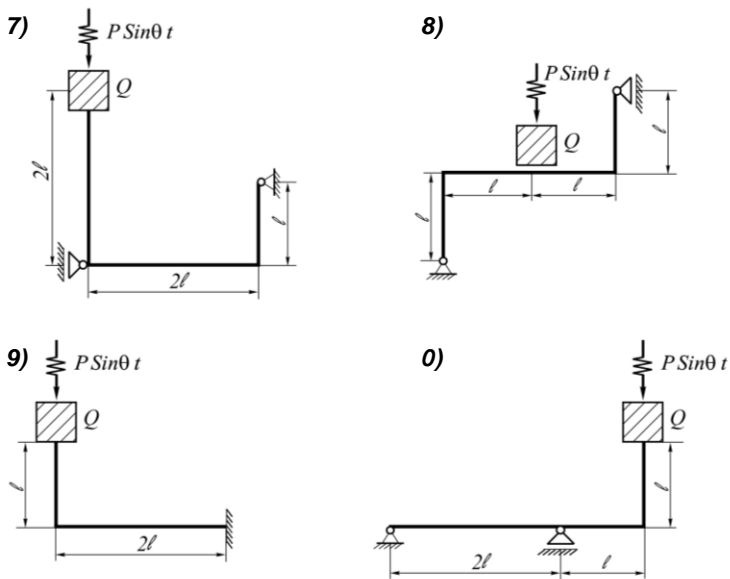 7)
P Sinθ t
Q
2ℓ
ℓ
2ℓ
8)
P Sinθ t
Q
ℓ
ℓ
ℓ
ℓ
9)
P Sinθ t
Q
ℓ
2ℓ
0)
P Sinθ t
Q
ℓ
2ℓ
ℓ